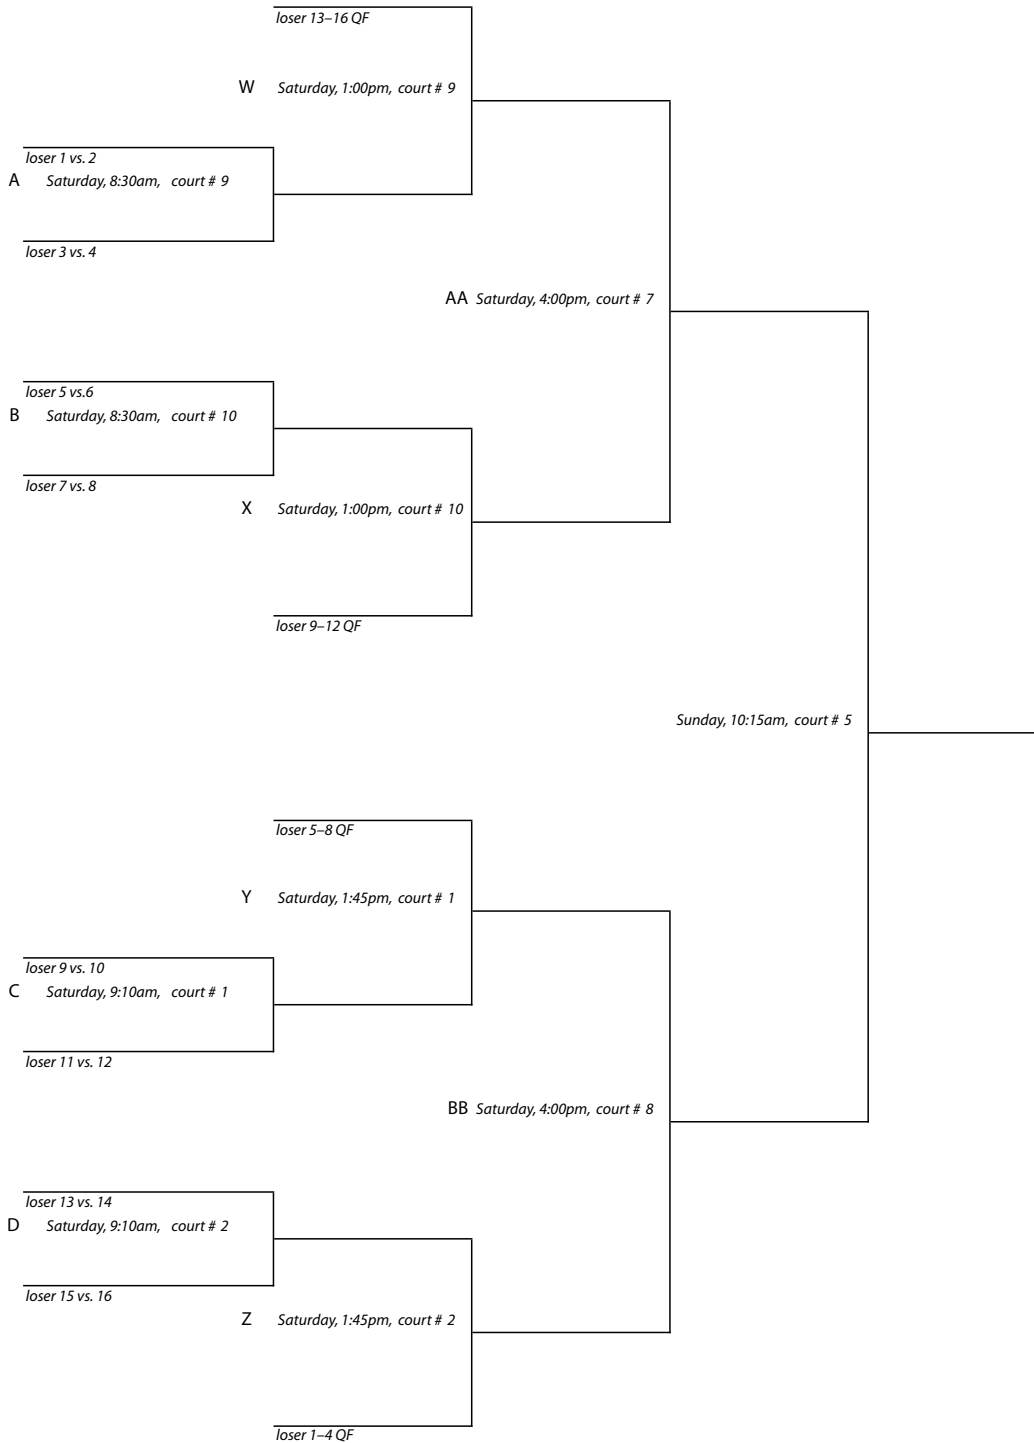 loser 13–16 QF
W Saturday, 1:00pm, court # 9
loser 1 vs. 2
A Saturday, 8:30am, court # 9
loser 3 vs. 4
AA Saturday, 4:00pm, court # 7
loser 5 vs.6
B Saturday, 8:30am, court # 10
loser 7 vs. 8
X Saturday, 1:00pm, court # 10
loser 9–12 QF
Sunday, 10:15am, court # 5
loser 5–8 QF
Y Saturday, 1:45pm, court # 1
loser 9 vs. 10
C Saturday, 9:10am, court # 1
loser 11 vs. 12
BB Saturday, 4:00pm, court # 8
loser 13 vs. 14
D Saturday, 9:10am, court # 2
loser 15 vs. 16
Z Saturday, 1:45pm, court # 2
loser 1–4 QF